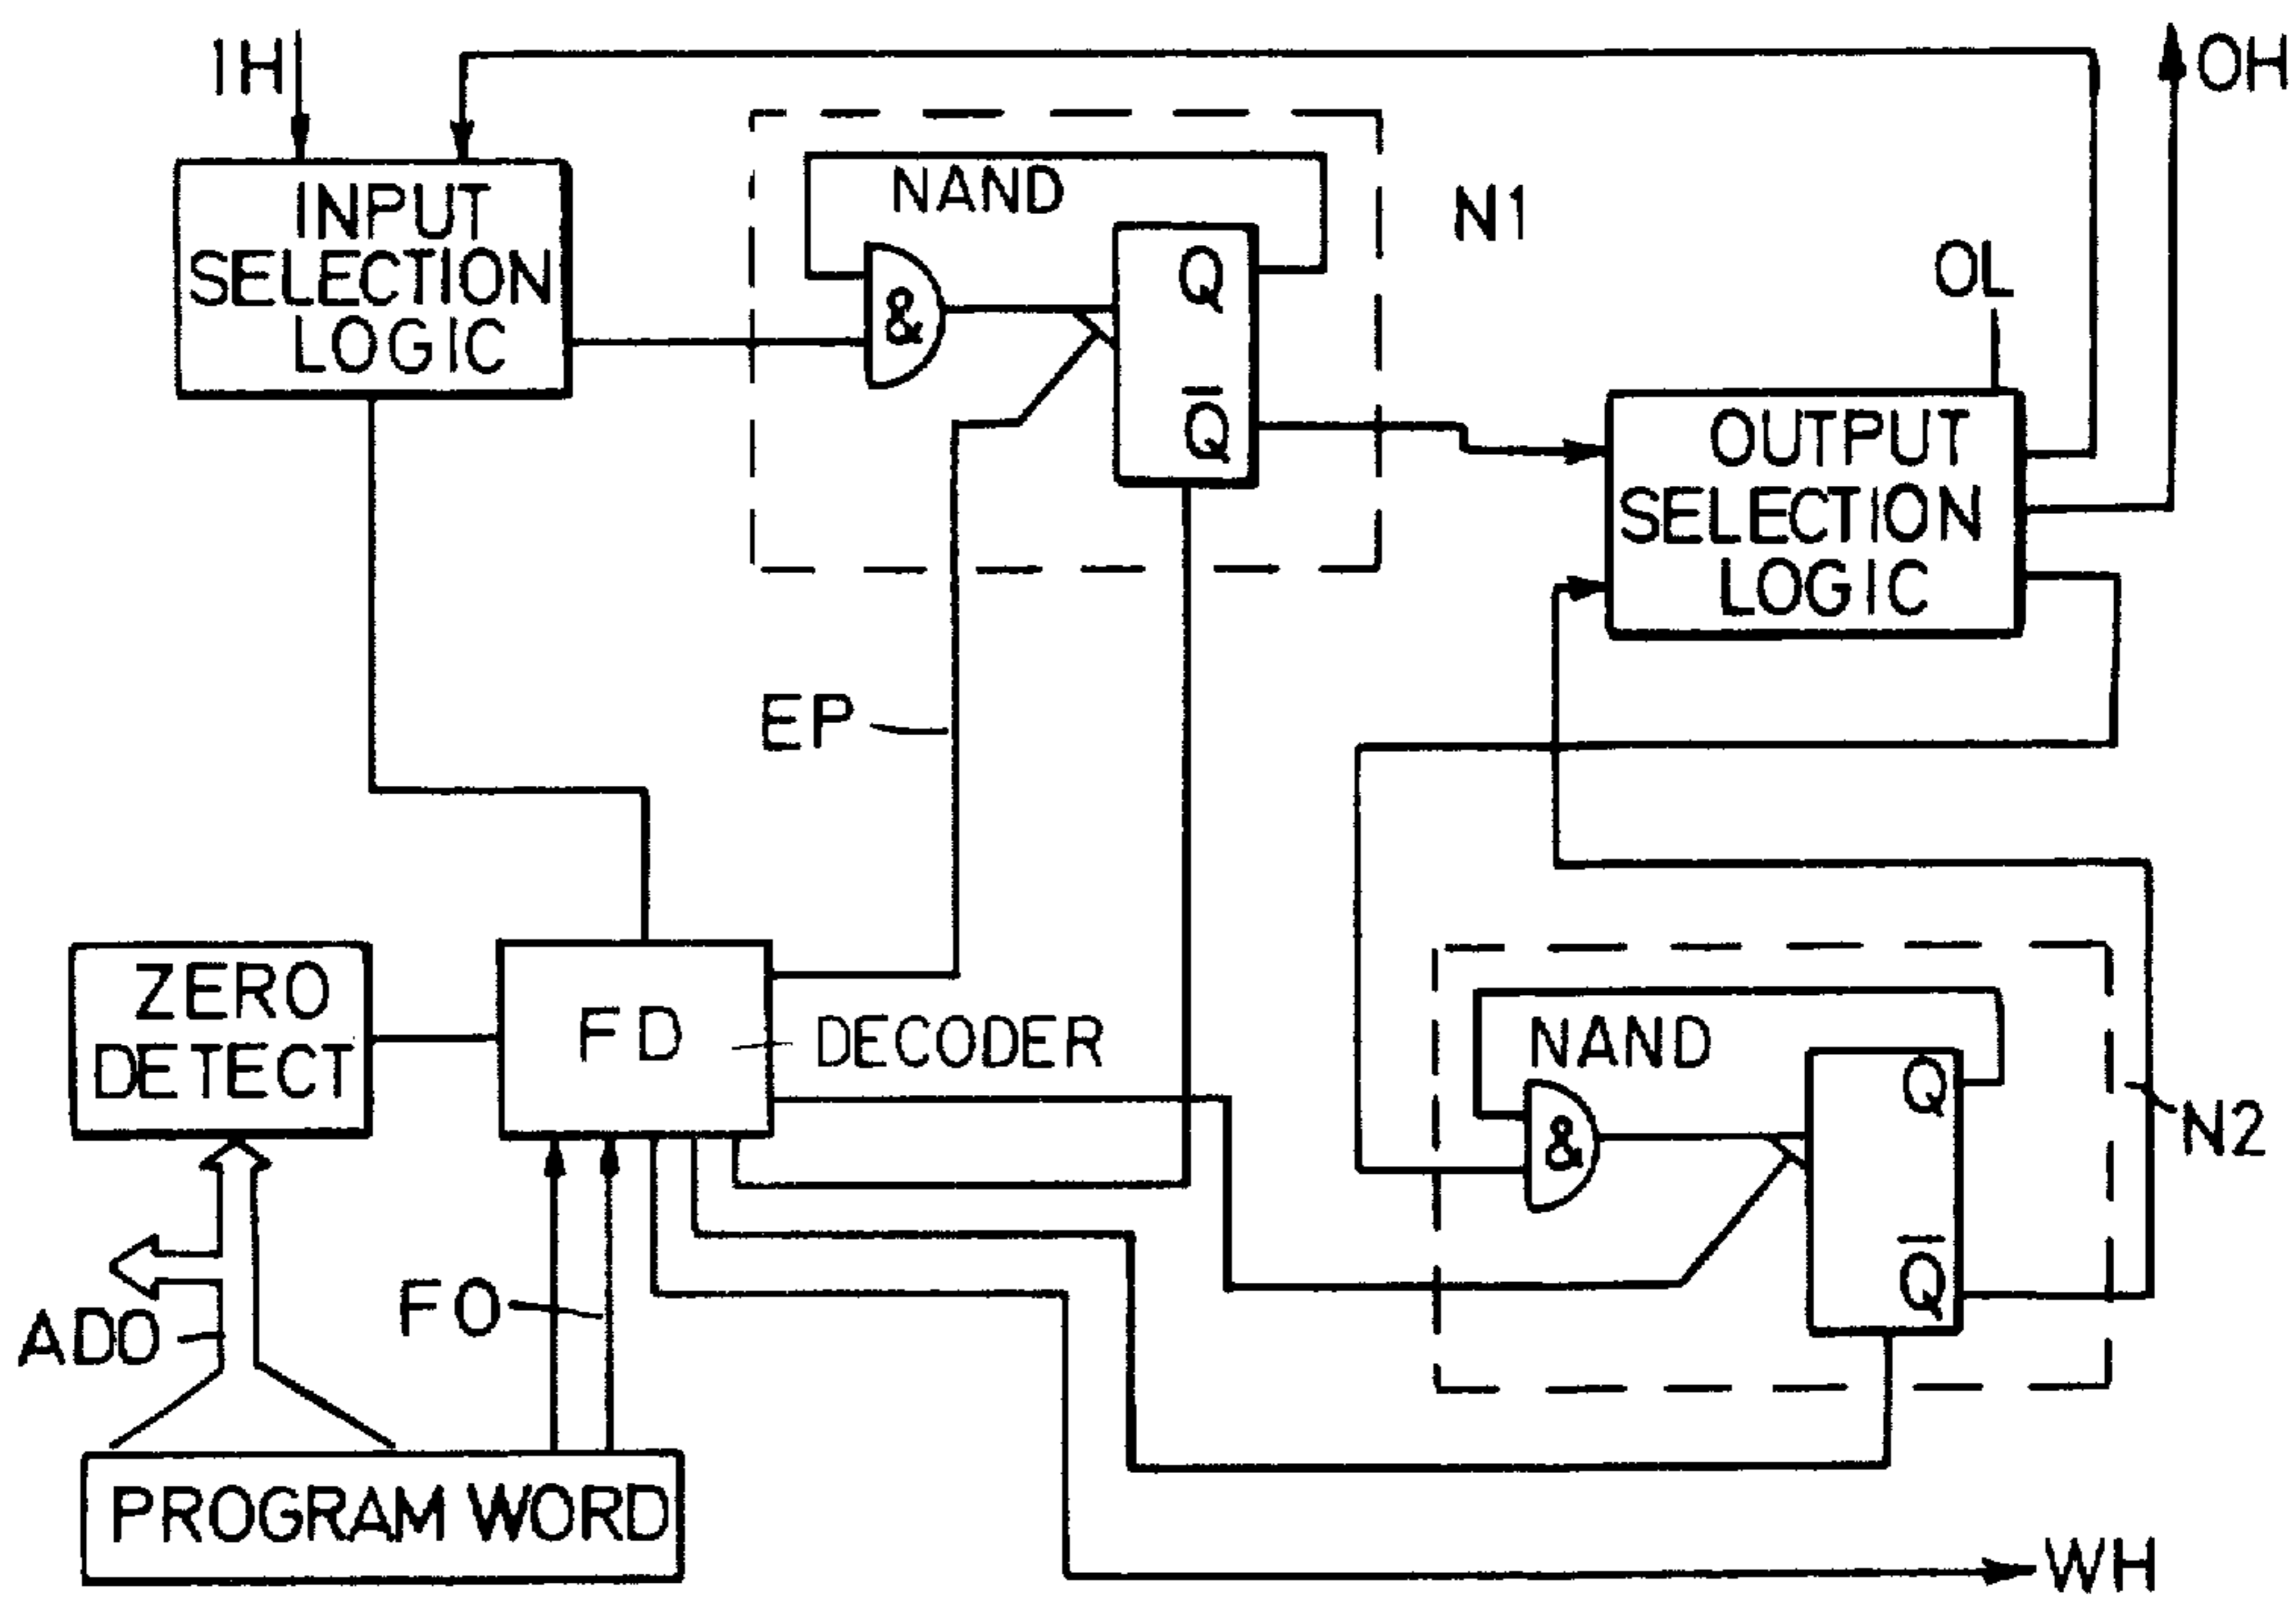 1H
OH
INPUT
SELECTION
LOGIC
NAND
N1
&
Q
Q̅
OL
OUTPUT
SELECTION
LOGIC
EP
ZERO
DETECT
FD
DECODER
NAND
&
Q
Q̅
N2
FO
ADO
PROGRAM WORD
WH